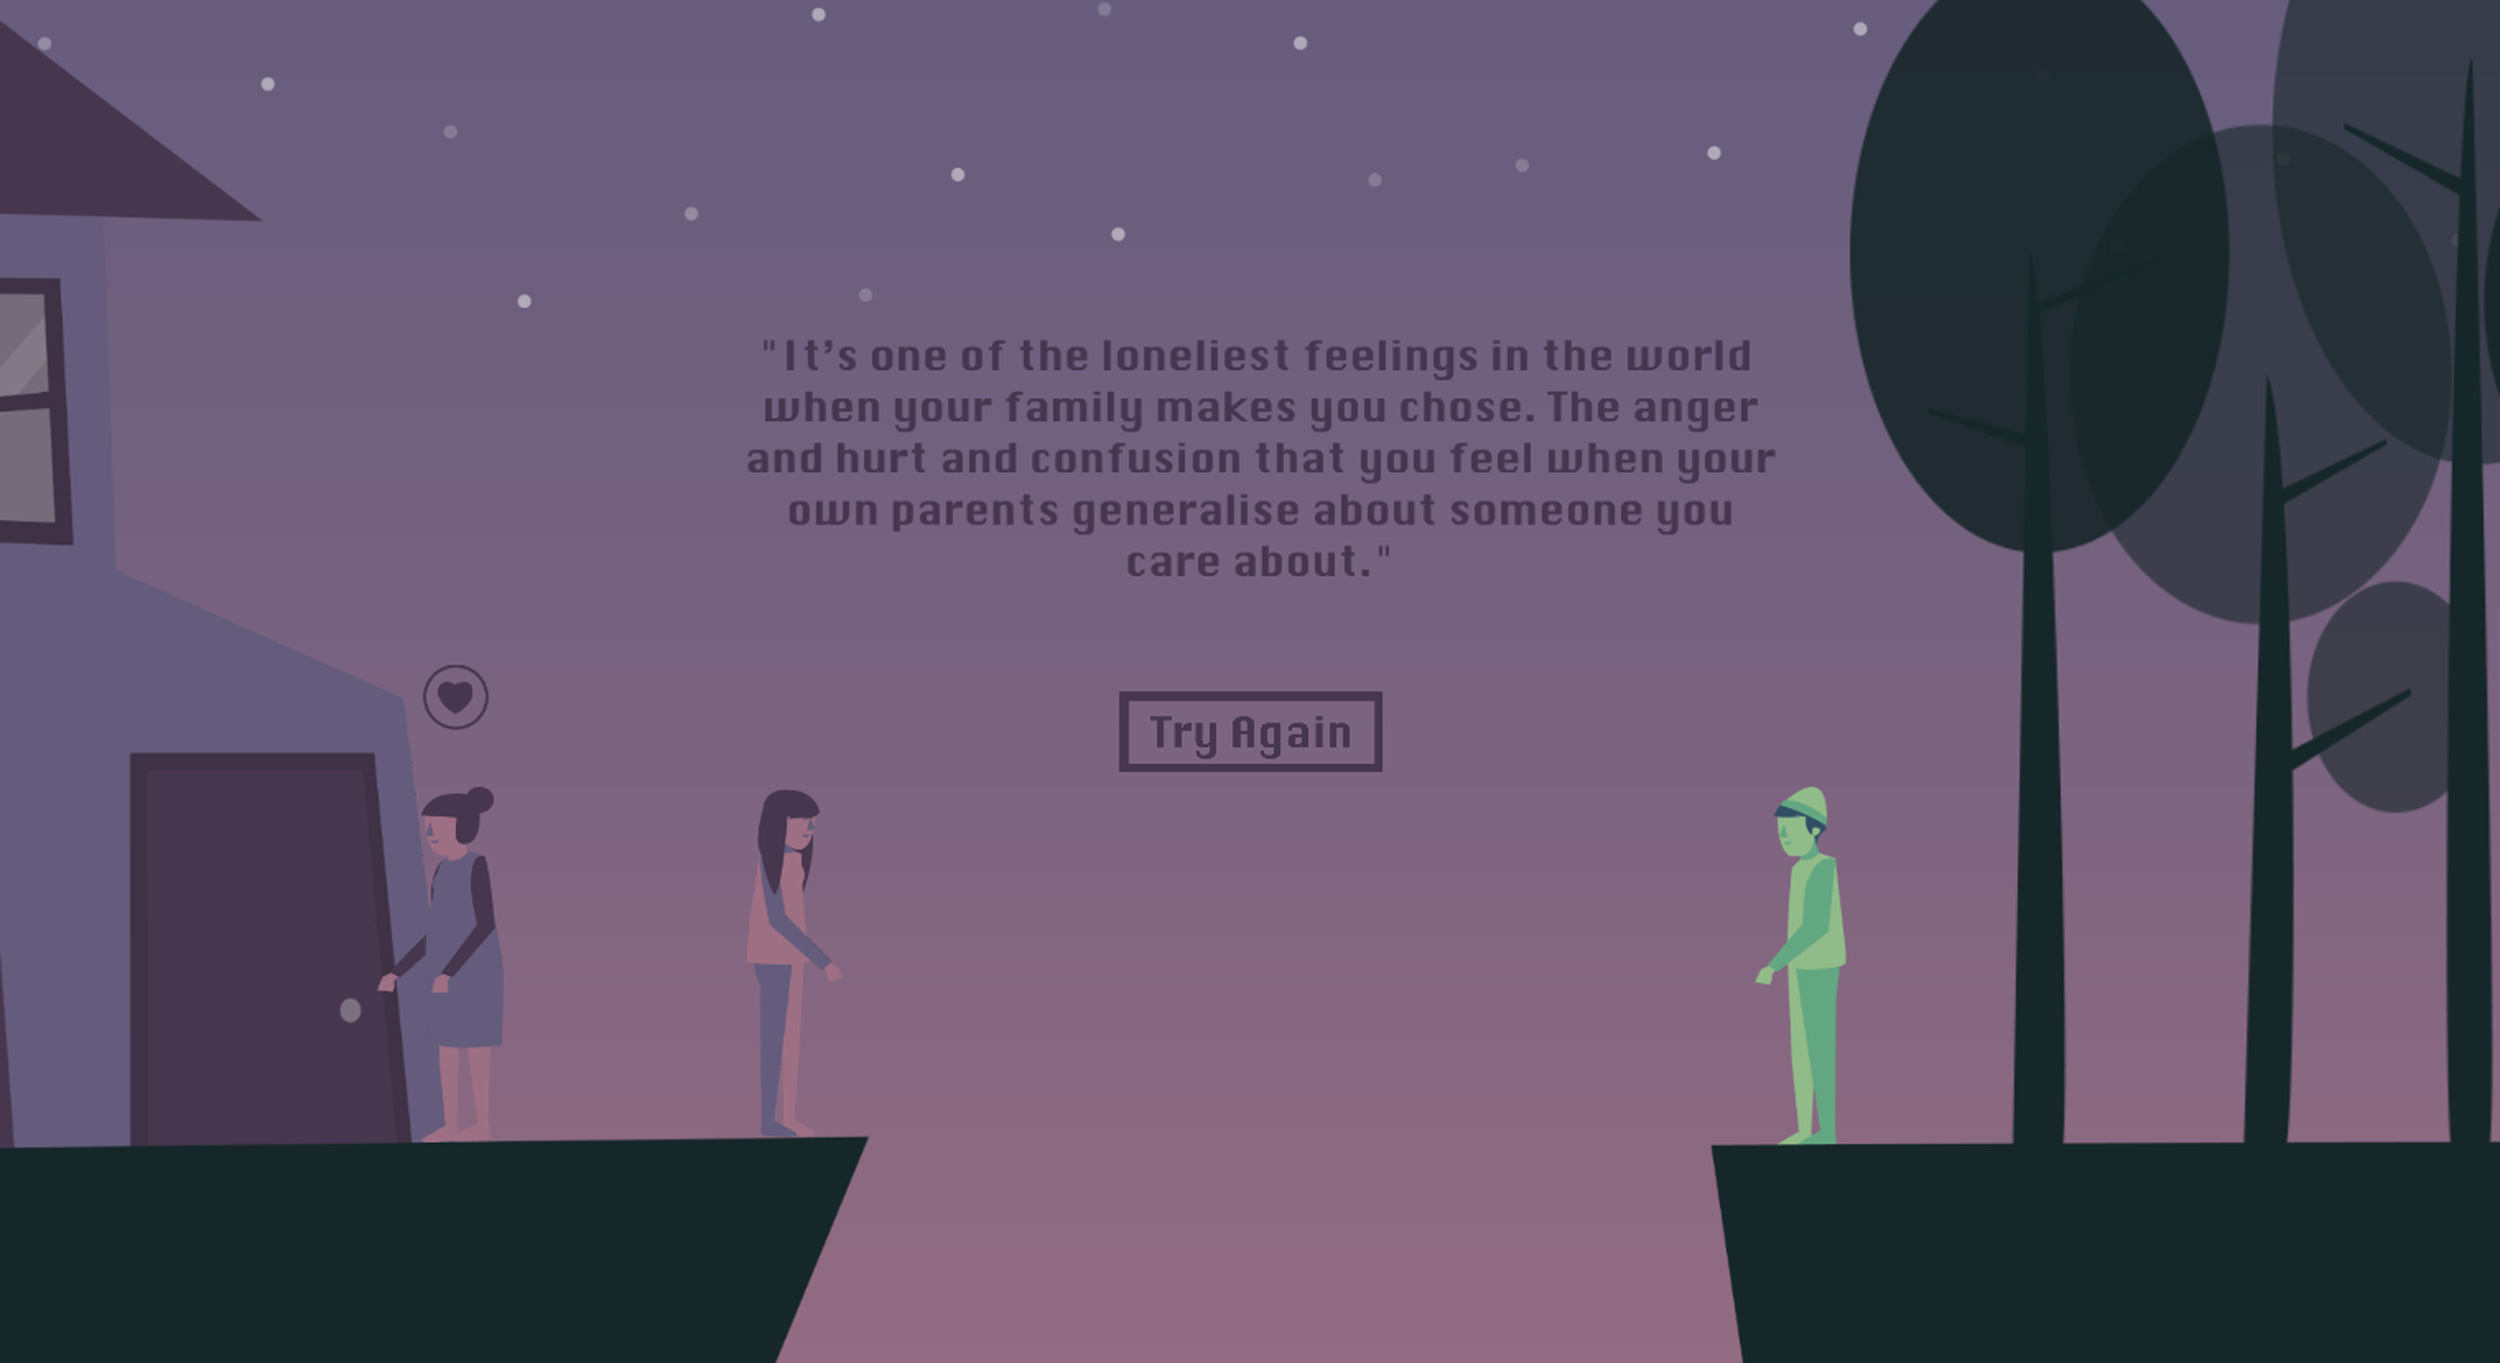 "It’s one of the loneliest feelings in the world
when your family makes you chose. The anger
and hurt and confusion that you feel when your
own parents generalise about someone you
care about."
Try Again